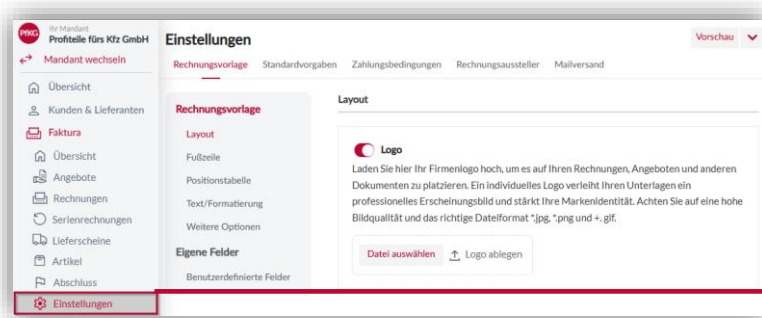 PfKG
Ihr Mandant
Profiteile fürs Kfz GmbH
Mandant wechseln
Übersicht
Kunden & Lieferanten
Faktura
Übersicht
Angebote
Rechnungen
Serienrechnungen
Lieferscheine
Artikel
Abschluss
Einstellungen
Einstellungen
Vorschau
Rechnungsvorlage Standardvorgaben Zahlungsbedingungen Rechnungsaussteller Mailversand
Rechnungsvorlage
Layout
Fußzeile
Positionstabelle
Text/Formatierung
Weitere Optionen
Eigene Felder
Benutzerdefinierte Felder
Layout
Logo
Laden Sie hier Ihr Firmenlogo hoch, um es auf Ihren Rechnungen, Angeboten und anderen
Dokumenten zu platzieren. Ein individuelles Logo verleiht Ihren Unterlagen ein
professionelles Erscheinungsbild und stärkt Ihre Markenidentität. Achten Sie auf eine hohe
Bildqualität und das richtige Dateiformat *.jpg, *.png und +. gif.
Datei auswählen Logo ablegen